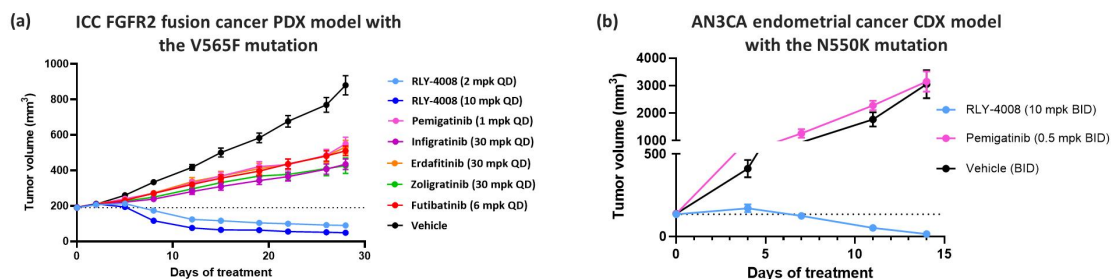 (a)
ICC FGFR2 fusion cancer PDX model with
the V565F mutation
Tumor volume (mm³)
1000
800
600
400
200
0
0
10
20
30
Days of treatment
RLY-4008 (2 mpk QD)
RLY-4008 (10 mpk QD)
Pemigatinib (1 mpk QD)
Infigratinib (30 mpk QD)
Erdafitinib (30 mpk QD)
Zoligratinib (30 mpk QD)
Futibatinib (6 mpk QD)
Vehicle
(b)
AN3CA endometrial cancer CDX model
with the N550K mutation
Tumor volume (mm³)
4000
3000
2000
1000
500
0
0
5
10
15
Days of treatment
RLY-4008 (10 mpk BID)
Pemigatinib (0.5 mpk BID)
Vehicle (BID)